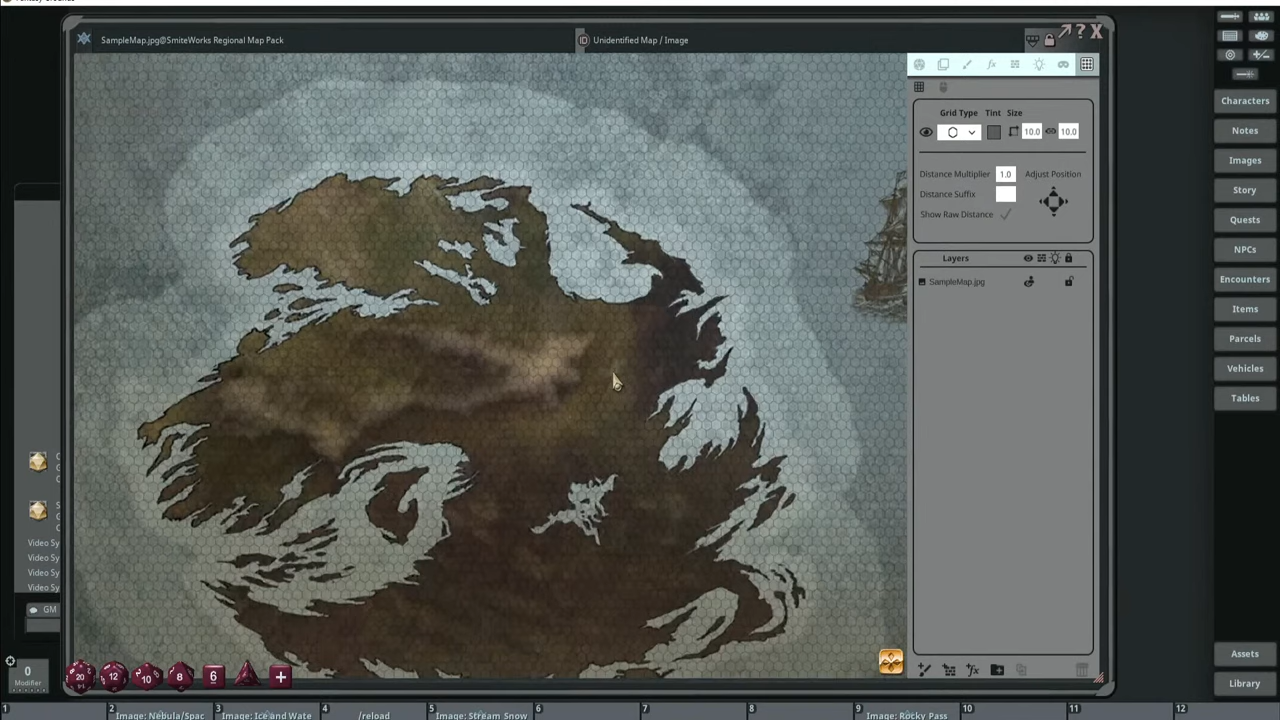 SampleMap.jpg@SmiteWorks Regional Map Pack
ID Unidentified Map / Image
?
X
Grid Type Tint Size
10.0 10.0
Distance Multiplier 1.0 Adjust Position
Distance Suffix
Show Raw Distance
Layers
SampleMap.jpg
Characters
Notes
Images
Story
Quests
NPCs
Encounters
Items
Parcels
Vehicles
Tables
Assets
Library
Video Sy
Video Sy
Video Sy
Video Sy
GM
0
Modifier
20 12 10 8 6 +
1 2 3 4 5 6 7 8 9 10 11 12
Image: Nebula/Spac Image: Ice and Wate /reload Image: Stream_Snow Image: Rocky_Pass